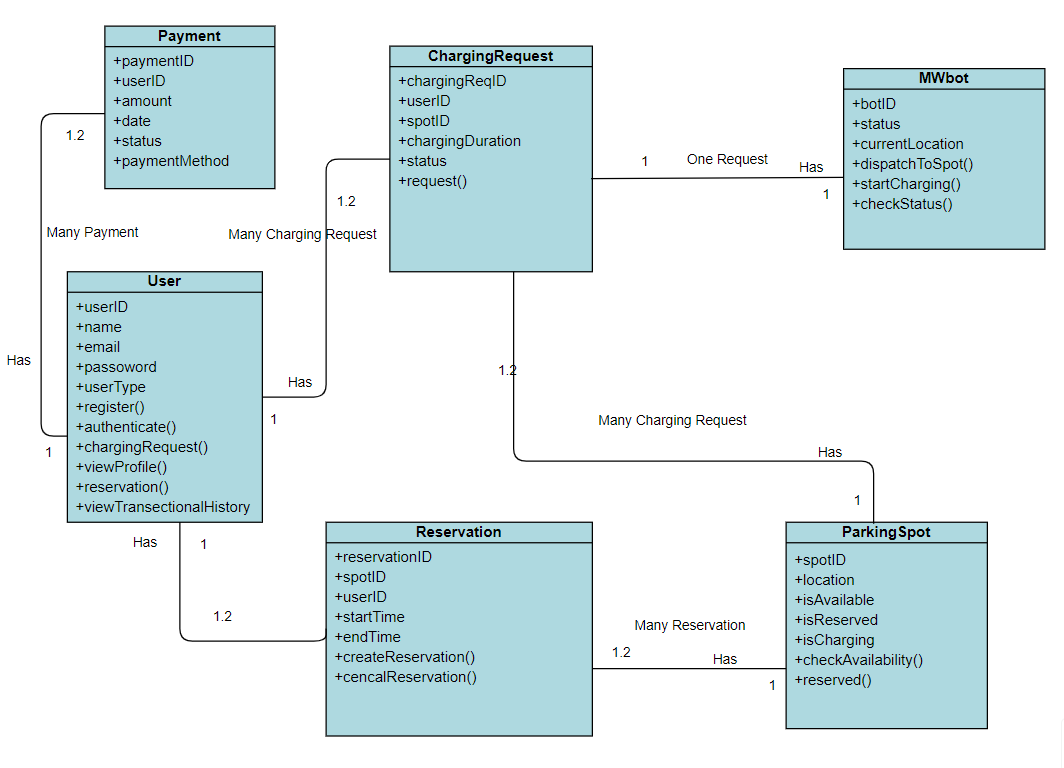 Payment
+paymentID
+userID
+amount
+date
+status
+paymentMethod
ChargingRequest
+chargingReqID
+userID
+spotID
+chargingDuration
+status
+request()
MWbot
+botID
+status
+currentLocation
+dispatchToSpot()
+startCharging()
+checkStatus()
1.2
1
One Request
Has
1
1.2
Many Payment
Many Charging Request
User
+userID
+name
+email
+passoword
+userType
+register()
+authenticate()
+chargingRequest()
+viewProfile()
+reservation()
+viewTransectionalHistory
Has
1
Has
1
1.2
Many Charging Request
Has
1
Has
1
1.2
Reservation
+reservationID
+spotID
+userID
+startTime
+endTime
+createReservation()
+cencalReservation()
Many Reservation
1.2
Has
1
ParkingSpot
+spotID
+location
+isAvailable
+isReserved
+isCharging
+checkAvailability()
+reserved()